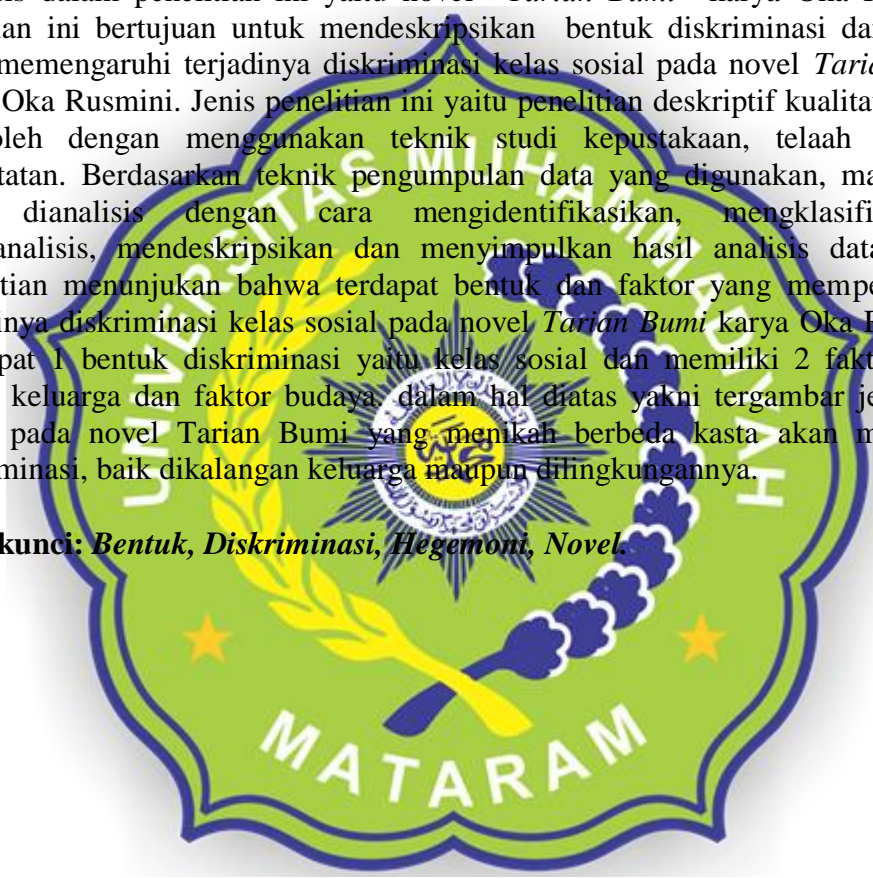 is dalam penelitian ini yaitu novel "Tarian Bumi" karya Oka
an ini bertujuan untuk mendeskripsikan bentuk diskriminasi da
memengaruhi terjadinya diskriminasi kelas sosial pada novel Taria
Oka Rusmini. Jenis penelitian ini yaitu penelitian deskriptif kualita
oleh dengan menggunakan teknik studi kepustakaan, telaah
tatan. Berdasarkan teknik pengumpulan data yang digunakan, ma
dianalisis dengan cara mengidentifikasikan, mengklasifi
analisis, mendeskripsikan dan menyimpulkan hasil analisis data
tian menunjukan bahwa terdapat bentuk dan faktor yang mempe
inya diskriminasi kelas sosial pada novel Tarian Bumi karya Oka
pat 1 bentuk diskriminasi yaitu kelas sosial dan memiliki 2 fakt
keluarga dan faktor budaya, dalam hal diatas yakni tergambar je
pada novel Tarian Bumi yang menikah berbeda kasta akan m
minasi, baik dikalangan keluarga maupun dilingkungannya.
kunci: Bentuk, Diskriminasi, Hegemoni, Novel.
UNIVERSITAS MUHAMMADIYAH
MATARAM